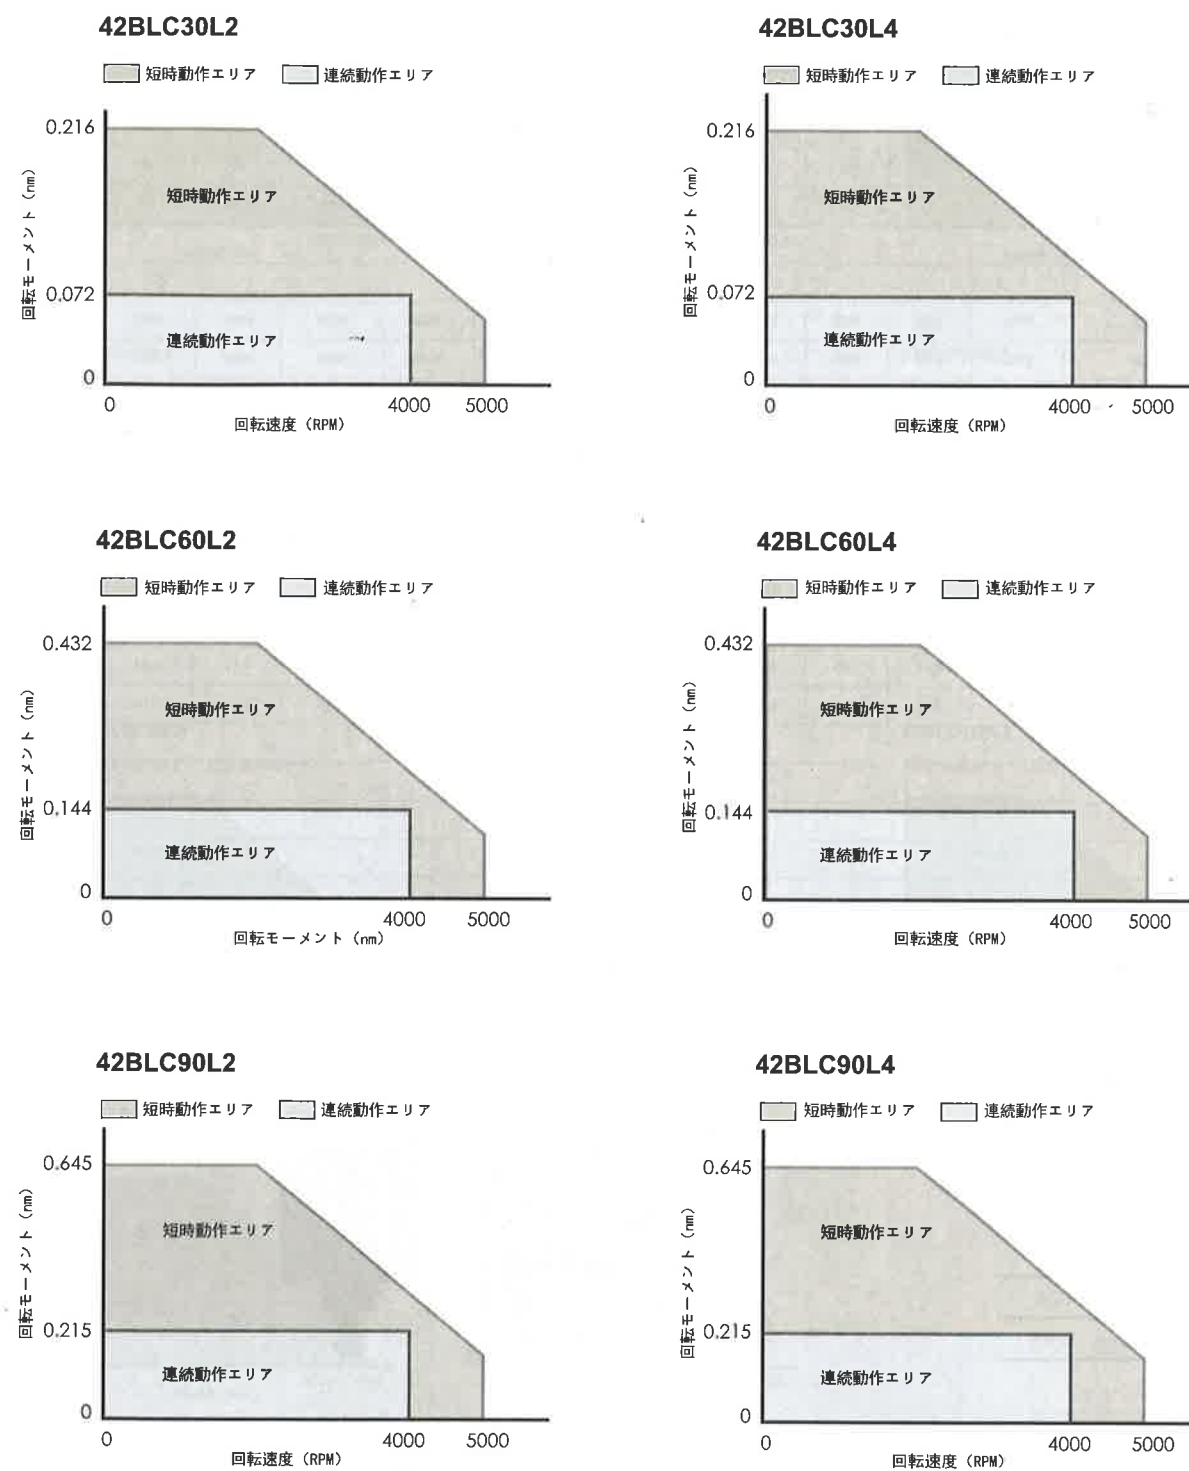 42BLC30L2
短時動作エリア 連続動作エリア
0.216
短時動作エリア
回転モーメント (nm)
0.072
連続動作エリア
0
0 4000 5000
回転速度 (RPM)
42BLC30L4
短時動作エリア 連続動作エリア
0.216
短時動作エリア
回転モーメント (nm)
0.072
連続動作エリア
0
0 4000 5000
回転速度 (RPM)
42BLC60L2
短時動作エリア 連続動作エリア
0.432
短時動作エリア
回転モーメント (nm)
0.144
連続動作エリア
0
0 4000 5000
回転モーメント (nm)
42BLC60L4
短時動作エリア 連続動作エリア
0.432
短時動作エリア
回転モーメント (nm)
0.144
連続動作エリア
0
0 4000 5000
回転速度 (RPM)
42BLC90L2
短時動作エリア 連続動作エリア
0.645
短時動作エリア
回転モーメント (nm)
0.215
連続動作エリア
0
0 4000 5000
回転速度 (RPM)
42BLC90L4
短時動作エリア 連続動作エリア
0.645
短時動作エリア
回転モーメント (nm)
0.215
連続動作エリア
0
0 4000 5000
回転速度 (RPM)